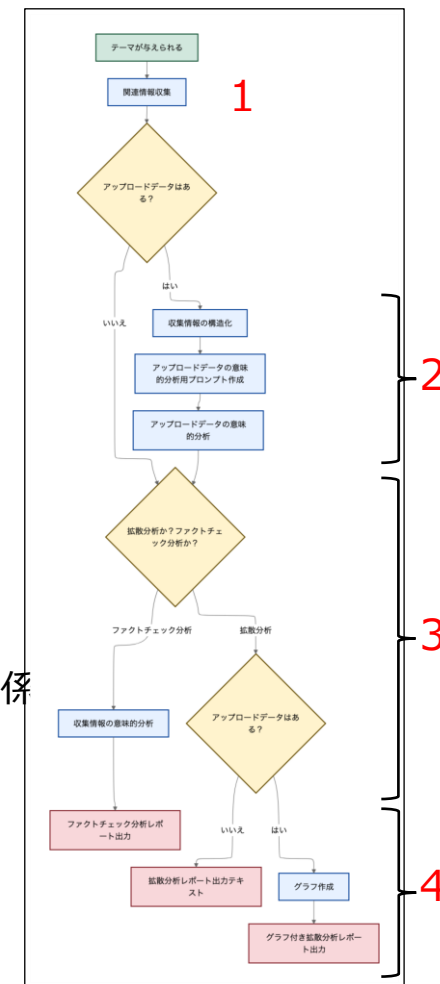 テーマが与えられる
関連情報収集
1
アップロードデータはあ
る？
はい
いいえ
収集情報の構造化
アップロードデータの意味
的分析用プロンプト作成
2
アップロードデータの意味
的分析
拡散分析か？ファクトチェ
ック分析か？
ファクトチェック分析
拡散分析
3
係
収集情報の意味的分析
アップロードデータはあ
る？
ファクトチェック分析レポ
ート出力
いいえ
はい
拡散分析レポート出力テキ
スト
グラフ作成
4
グラフ付き拡散分析レポー
ト出力